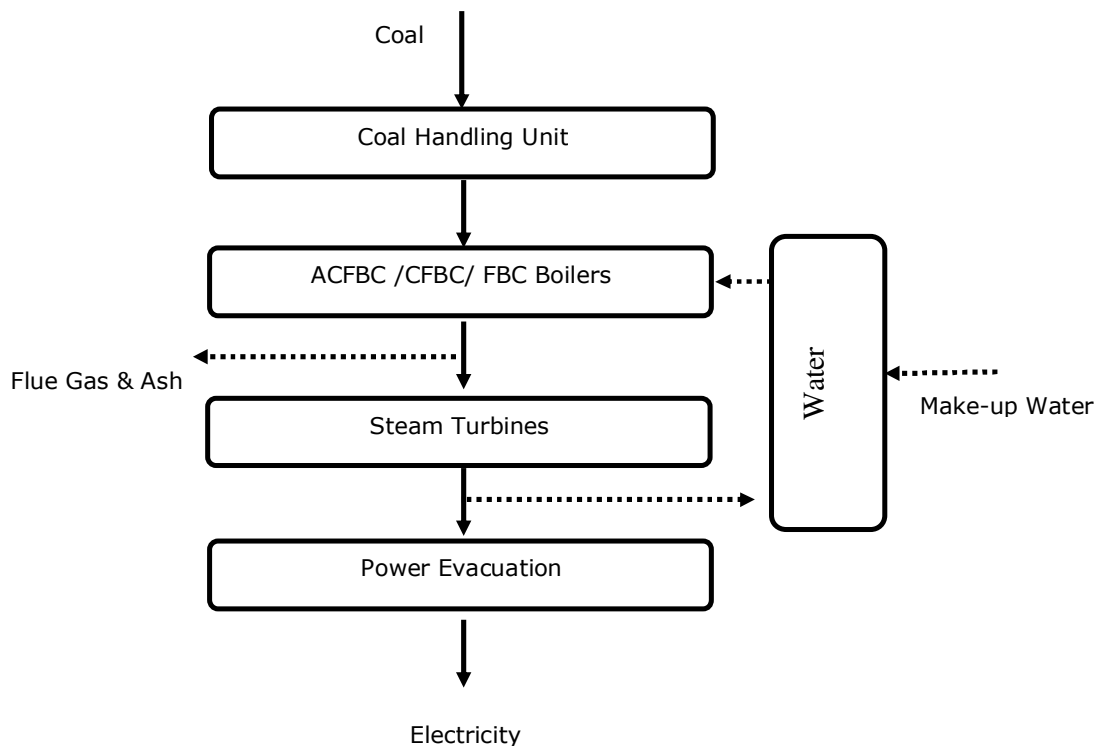 Coal
Coal Handling Unit
ACFBC /CFBC/ FBC Boilers
Flue Gas & Ash
Water
Make-up Water
Steam Turbines
Power Evacuation
Electricity